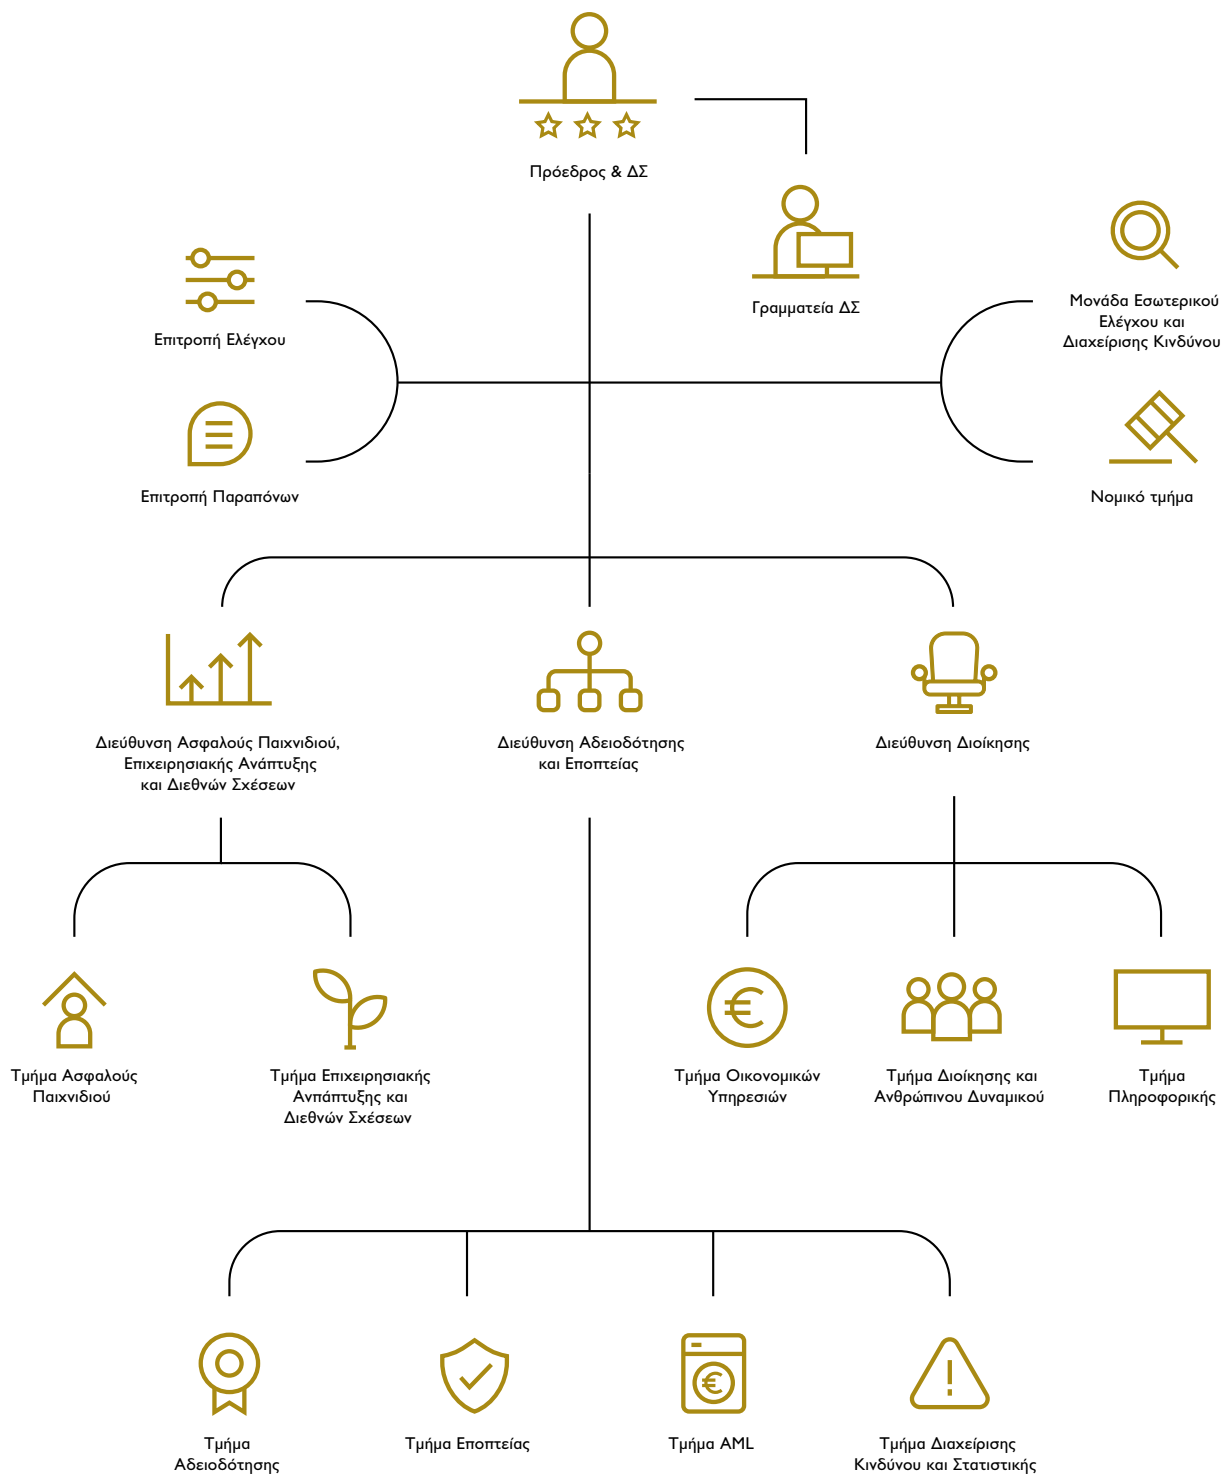 Πρόεδρος & ΔΣ
Γραμματεία ΔΣ
Επιτροπή Ελέγχου
Μονάδα Εσωτερικού
Ελέγχου και
Διαχείρισης Κινδύνου
Επιτροπή Παραπόνων
Νομικό τμήμα
Διεύθυνση Ασφαλούς Παιχνιδιού,
Επιχειρησιακής Ανάπτυξης
και Διεθνών Σχέσεων
Διεύθυνση Αδειοδότησης
και Εποπτείας
Διεύθυνση Διοίκησης
Τμήμα Ασφαλούς
Παιχνιδιού
Τμήμα Επιχειρησιακής
Ανπάπτυξης και
Διεθνών Σχέσεων
€
Τμήμα Οικονομικών
Υπηρεσιών
Τμήμα Διοίκησης και
Ανθρώπινου Δυναμικού
Τμήμα
Πληροφορικής
Τμήμα
Αδειοδότησης
Τμήμα Εποπτείας
€
Τμήμα AML
!
Τμήμα Διαχείρισης
Κινδύνου και Στατιστικής